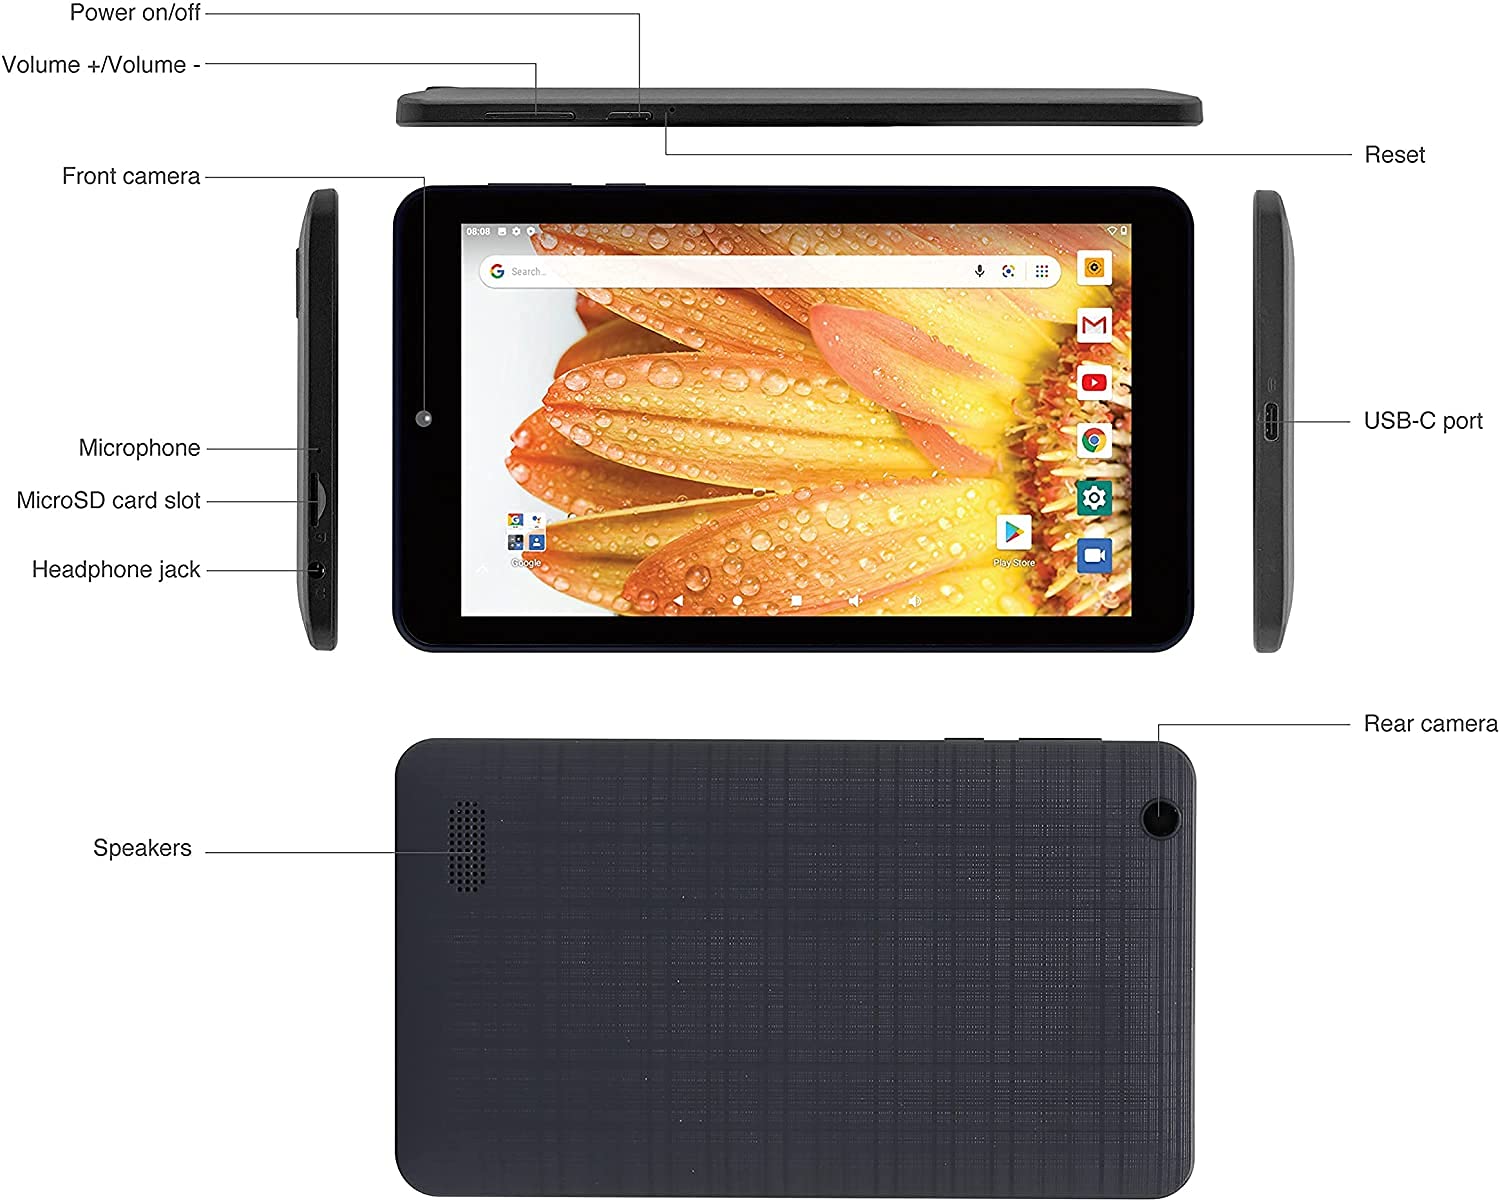 Power on/off
Volume +/Volume -
Reset
Front camera
08:08
G Search...
USB-C port
Microphone
MicroSD card slot
Headphone jack
Google
Play Store
Rear camera
Speakers